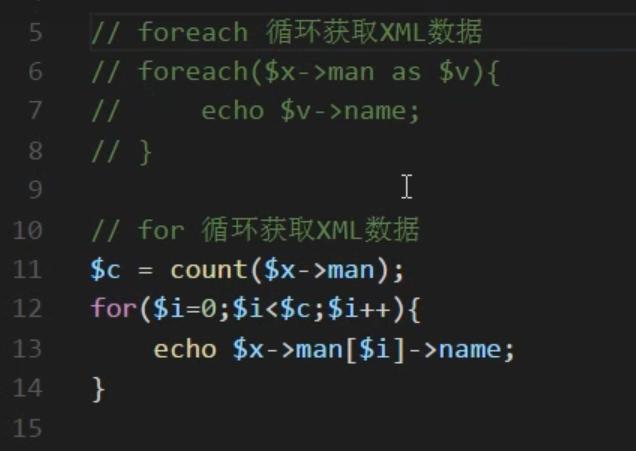 5 // foreach 循环获取XML数据
6 // foreach($x->man as $v){
7 //     echo $v->name;
8 // }
9
10 // for 循环获取XML数据
11 $c = count($x->man);
12 for($i=0;$i<$c;$i++){
13     echo $x->man[$i]->name;
14 }
15